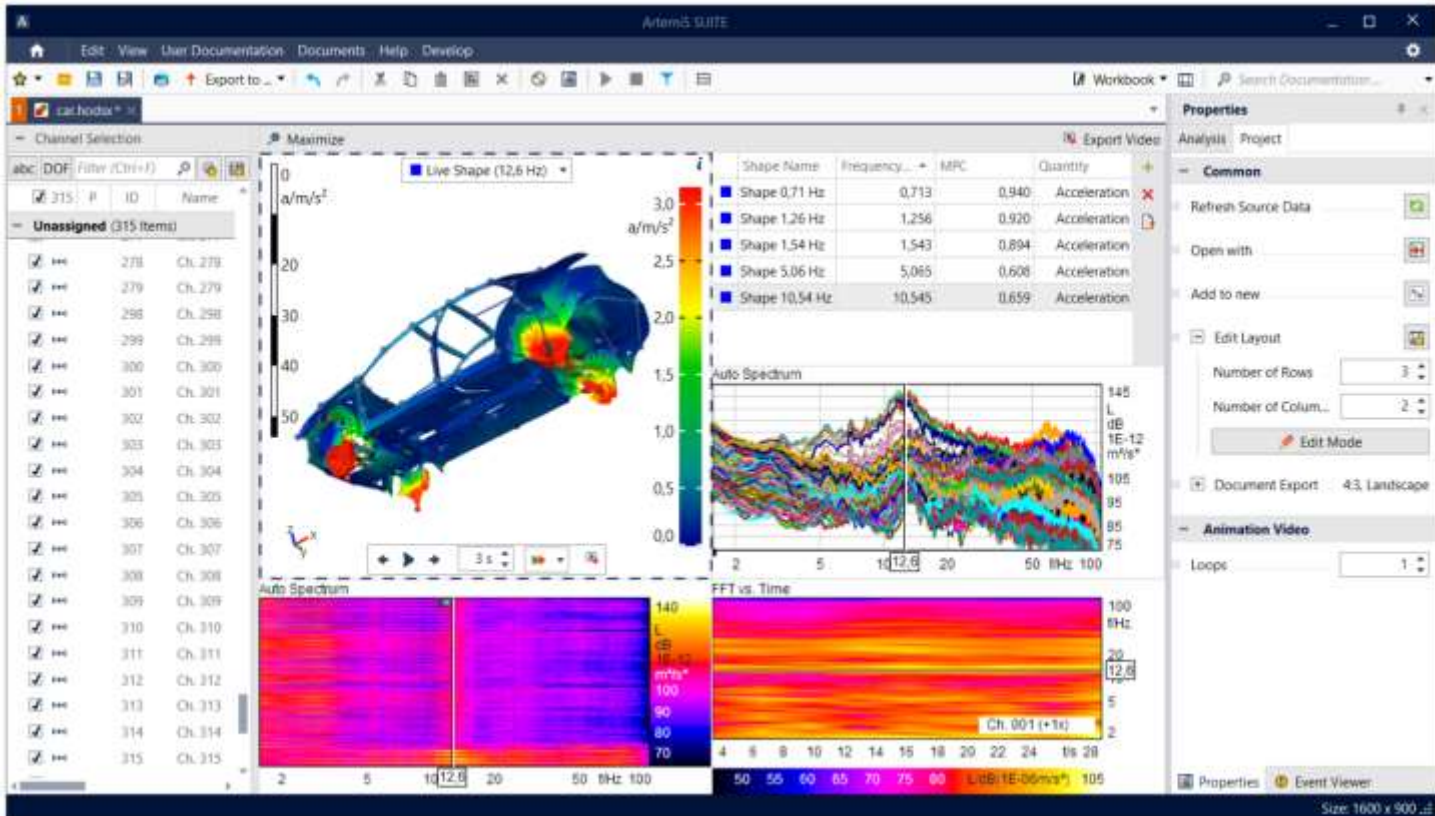 ArtemiS SUITE
Edit View User Documentation Documents Help Develop
Export to ... Workbook Search Documentation...
1 car.hodsx*
Channel Selection
Maximize
Export Video
abc DOF Filter (Ctrl+F)
315 P ID Name
Unassigned (315 Items)
278 Ch. 278
279 Ch. 279
298 Ch. 298
299 Ch. 299
300 Ch. 300
301 Ch. 301
302 Ch. 302
303 Ch. 303
304 Ch. 304
305 Ch. 305
306 Ch. 306
307 Ch. 307
308 Ch. 308
309 Ch. 309
310 Ch. 310
311 Ch. 311
312 Ch. 312
313 Ch. 313
314 Ch. 314
315 Ch. 315
Live Shape (12,6 Hz)
i
0
a/m/s²
20
30
40
50
3,0
a/m/s²
2,5
2,0
1,5
1,0
0,5
0,0
z x y
3 s
Shape Name Frequency... MPC Quantity
Shape 0,71 Hz 0,713 0,940 Acceleration
Shape 1,26 Hz 1,256 0,920 Acceleration
Shape 1,54 Hz 1,543 0,894 Acceleration
Shape 5,06 Hz 5,065 0,608 Acceleration
Shape 10,54 Hz 10,545 0,659 Acceleration
Auto Spectrum
145
L
dB
1E-12
m²/s⁴
105
95
85
75
2 5 10 12,6 20 50 f/Hz 100
Auto Spectrum
140
L
dB
1E-12
m²/s⁴
100
90
80
70
2 5 10 12,6 20 50 f/Hz 100
FFT vs. Time
100
f/Hz
20
12,6
5
2
Ch. 001 (+1x)
4 6 8 10 12 14 15 18 20 22 24 t/s 28
50 55 60 65 70 75 80 L/dB[1E-06m/s²] 105
Properties
Analysis Project
Common
Refresh Source Data
Open with
Add to new
Edit Layout
Number of Rows 3
Number of Colum... 2
Edit Mode
Document Export 4:3, Landscape
Animation Video
Loops 1
Properties Event Viewer
Size: 1600 x 900